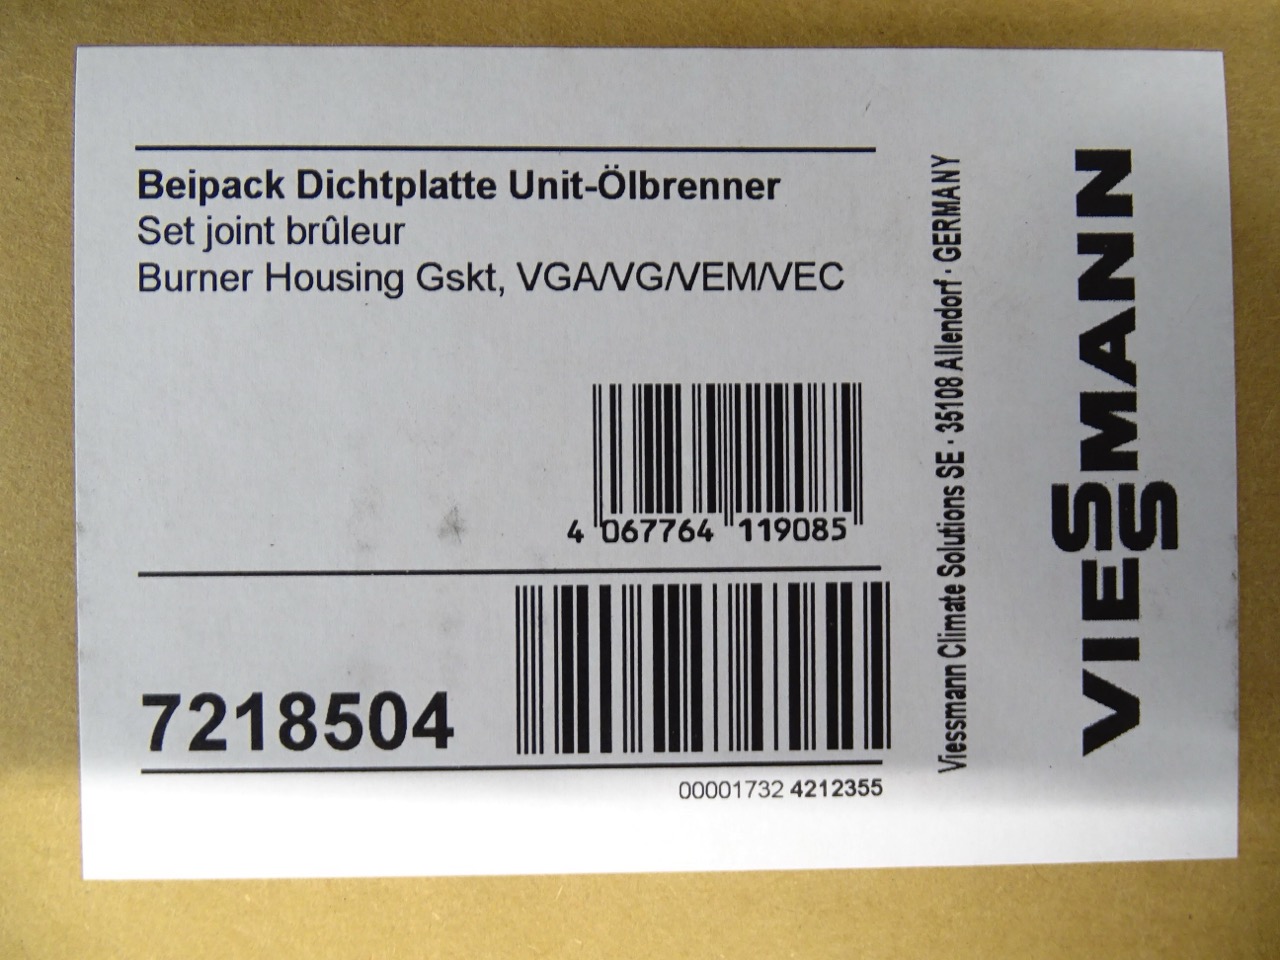 Beipack Dichtplatte Unit-Ölbrenner
Set joint brûleur
Burner Housing Gskt, VGA/VG/VEM/VEC
4 067764 119085
7218504
00001732 4212355
Viessmann Climate Solutions SE · 35108 Allendorf · GERMANY
VIESSMANN